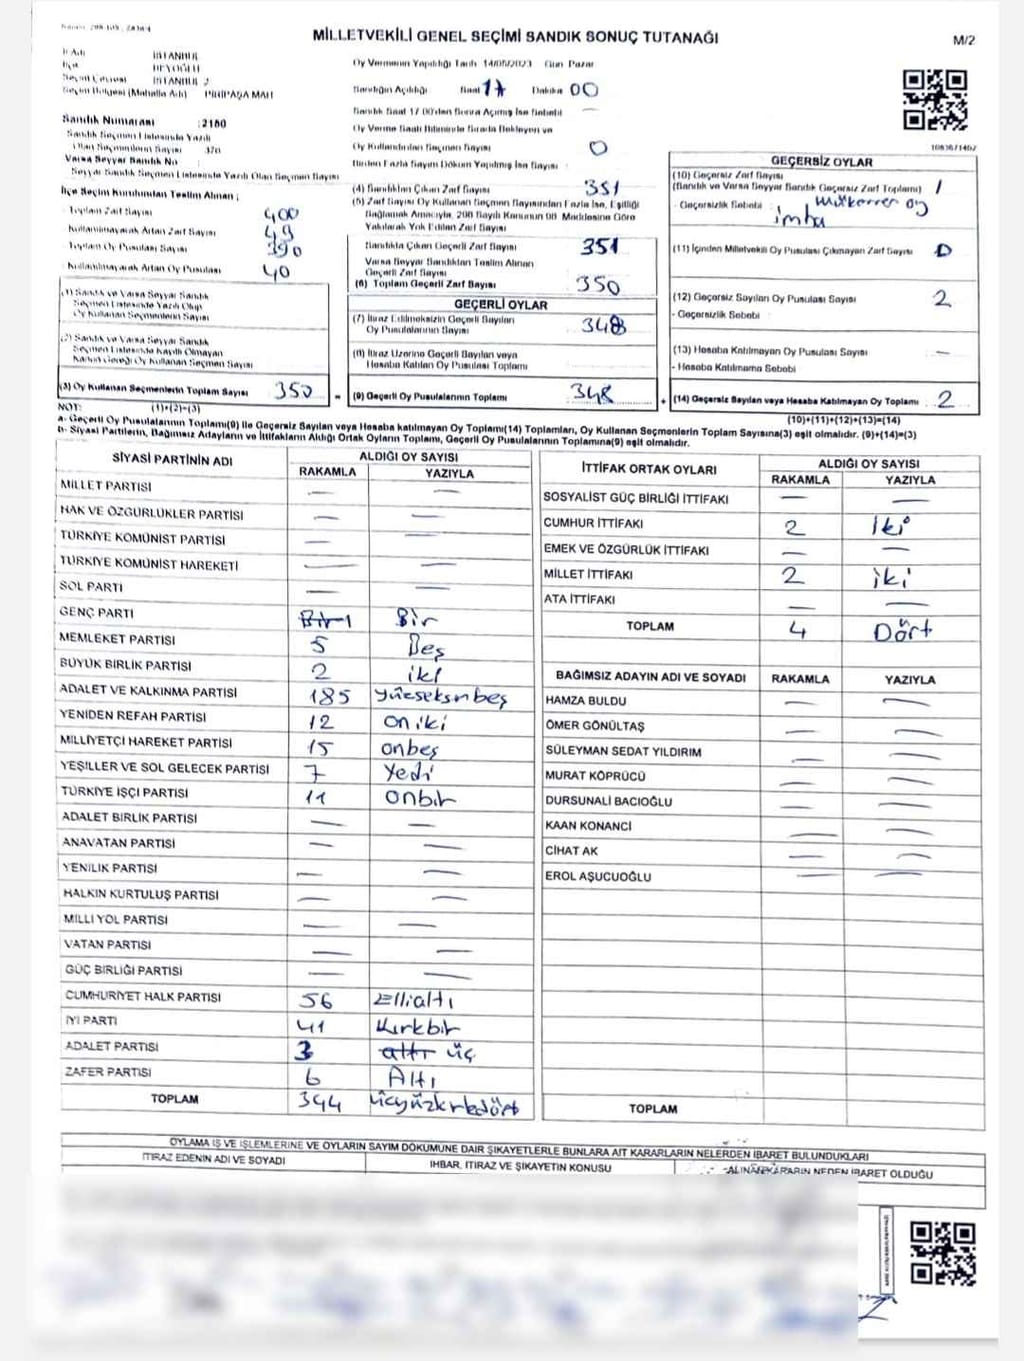 MİLLETVEKİLİ GENEL SEÇİMİ SANDIK SONUÇ TUTANAĞI
M/2
İl Adı İSTANBUL
İlçe BEYOĞLU
Seçim Çevresi İSTANBUL 2
Seçim Bölgesi (Mahalle Adı) PİRİPAŞA MAH
Sandık Numarası :2180
Sandık Seçmen Listesinde Yazılı
Olan Seçmenlerin Sayısı 370
Varsa Seyyar Sandık No :
Seyyar Sandık Seçmen Listesinde Yazılı Olan Seçmen Sayısı
İlçe Seçim Kurulundan Teslim Alınan ;
- Toplam Zarf Sayısı 400
- Kullanılmayarak Artan Zarf Sayısı 49
- Toplam Oy Pusulası Sayısı 390
- Kullanılmayarak Artan Oy Pusulası 40
(1) Sandık ve Varsa Seyyar Sandık
Seçmen Listesinde Yazılı Olup
Oy Kullanan Seçmenlerin Sayısı
(2) Sandık ve Varsa Seyyar Sandık
Seçmen Listesinde Kayıtlı Olmayan
Kanun Gereği Oy Kullanan Seçmen Sayısı
(3) Oy Kullanan Seçmenlerin Toplam Sayısı 350
Oy Vermenin Yapıldığı Tarih 14/05/2023 Gün Pazar
Sandığın Açıldığı Saat 17 Dakika 00
Sandık Saat 17.00'den Sonra Açılmış İse Sebebi —
Oy Verme Saati Bitiminde Sırada Bekleyen ve
Oy Kullandırılan Seçmen Sayısı 0
Birden Fazla Sayım Döküm Yapılmış İse Sayısı :
(4) Sandıktan Çıkan Zarf Sayısı 351
(5) Zarf Sayısı Oy Kullanan Seçmen Sayısından Fazla İse, Eşitliği
Sağlamak Amacıyla, 298 Sayılı Kanunun 98 Maddesine Göre
Yakılarak Yok Edilen Zarf Sayısı
Sandıkta Çıkan Geçerli Zarf Sayısı 351
Varsa Seyyar Sandıktan Teslim Alınan
Geçerli Zarf Sayısı
(6) Toplam Geçerli Zarf Sayısı 350
GEÇERLİ OYLAR
(7) İtiraz Edilmeksizin Geçerli Sayılan
Oy Pusulalarının Sayısı 348
(8) İtiraz Üzerine Geçerli Sayılan veya
Hesaba Katılan Oy Pusulası Toplamı
(9) Geçerli Oy Pusulalarının Toplamı 348
1083671402
GEÇERSİZ OYLAR
(10) Geçersiz Zarf Sayısı
(Sandık ve Varsa Seyyar Sandık Geçersiz Zarf Toplamı) 1
- Geçersizlik Sebebi : Mükerrer oy
imha
(11) İçinden Milletvekili Oy Pusulası Çıkmayan Zarf Sayısı 0
(12) Geçersiz Sayılan Oy Pusulası Sayısı 2
- Geçersizlik Sebebi
(13) Hesaba Katılmayan Oy Pusulası Sayısı —
- Hesaba Katılmama Sebebi
(14) Geçersiz Sayılan veya Hesaba Katılmayan Oy Toplamı 2
NOT: (1)+(2)=(3) (10)+(11)+(12)+(13)=(14)
a- Geçerli Oy Pusulalarının Toplamı(9) ile Geçersiz Sayılan veya Hesaba katılmayan Oy Toplamı(14) Toplamları, Oy Kullanan Seçmenlerin Toplam Sayısına(3) eşit olmalıdır. (9)+(14)=(3)
b- Siyasi Partilerin, Bağımsız Adayların ve İttifakların Aldığı Ortak Oyların Toplamı, Geçerli Oy Pusulalarının Toplamına(9) eşit olmalıdır.
SİYASİ PARTİNİN ADI ALDIĞI OY SAYISI
RAKAMLA YAZIYLA
MİLLET PARTİSİ — —
HAK VE ÖZGÜRLÜKLER PARTİSİ — —
TÜRKİYE KOMÜNİST PARTİSİ — —
TÜRKİYE KOMÜNİST HAREKETİ — —
SOL PARTİ — —
GENÇ PARTİ Bir 1 Bir
MEMLEKET PARTİSİ 5 Beş
BÜYÜK BİRLİK PARTİSİ 2 iki
ADALET VE KALKINMA PARTİSİ 185 yüzseksenbeş
YENİDEN REFAH PARTİSİ 12 oniki
MİLLİYETÇİ HAREKET PARTİSİ 15 onbeş
YEŞİLLER VE SOL GELECEK PARTİSİ 7 Yedi
TÜRKİYE İŞÇİ PARTİSİ 11 onbir
ADALET BİRLİK PARTİSİ — —
ANAVATAN PARTİSİ — —
YENİLİK PARTİSİ — —
HALKIN KURTULUŞ PARTİSİ — —
MİLLİ YOL PARTİSİ — —
VATAN PARTİSİ — —
GÜÇ BİRLİĞİ PARTİSİ — —
CUMHURİYET HALK PARTİSİ 56 Ellialtı
İYİ PARTİ 41 Kırkbir
ADALET PARTİSİ 3 altı üç
ZAFER PARTİSİ 6 Altı
TOPLAM 344 üçyüzkırkdört
İTTİFAK ORTAK OYLARI ALDIĞI OY SAYISI
RAKAMLA YAZIYLA
SOSYALİST GÜÇ BİRLİĞİ İTTİFAKI — —
CUMHUR İTTİFAKI 2 iki
EMEK VE ÖZGÜRLÜK İTTİFAKI — —
MİLLET İTTİFAKI 2 iki
ATA İTTİFAKI — —
TOPLAM 4 Dört
BAĞIMSIZ ADAYIN ADI VE SOYADI RAKAMLA YAZIYLA
HAMZA BULDU — —
ÖMER GÖNÜLTAŞ — —
SÜLEYMAN SEDAT YILDIRIM — —
MURAT KÖPRÜCÜ — —
DURSUNALİ BACIOĞLU — —
KAAN KONANCİ — —
CİHAT AK — —
EROL AŞUCUOĞLU — —
TOPLAM
OYLAMA İŞ VE İŞLEMLERİNE VE OYLARIN SAYIM DÖKÜMÜNE DAİR ŞİKAYETLERLE BUNLARA AİT KARARLARIN NELERDEN İBARET BULUNDUKLARI
İTİRAZ EDENİN ADI VE SOYADI İHBAR, İTİRAZ VE ŞİKAYETİN KONUSU ALINAN KARARIN NEDEN İBARET OLDUĞU